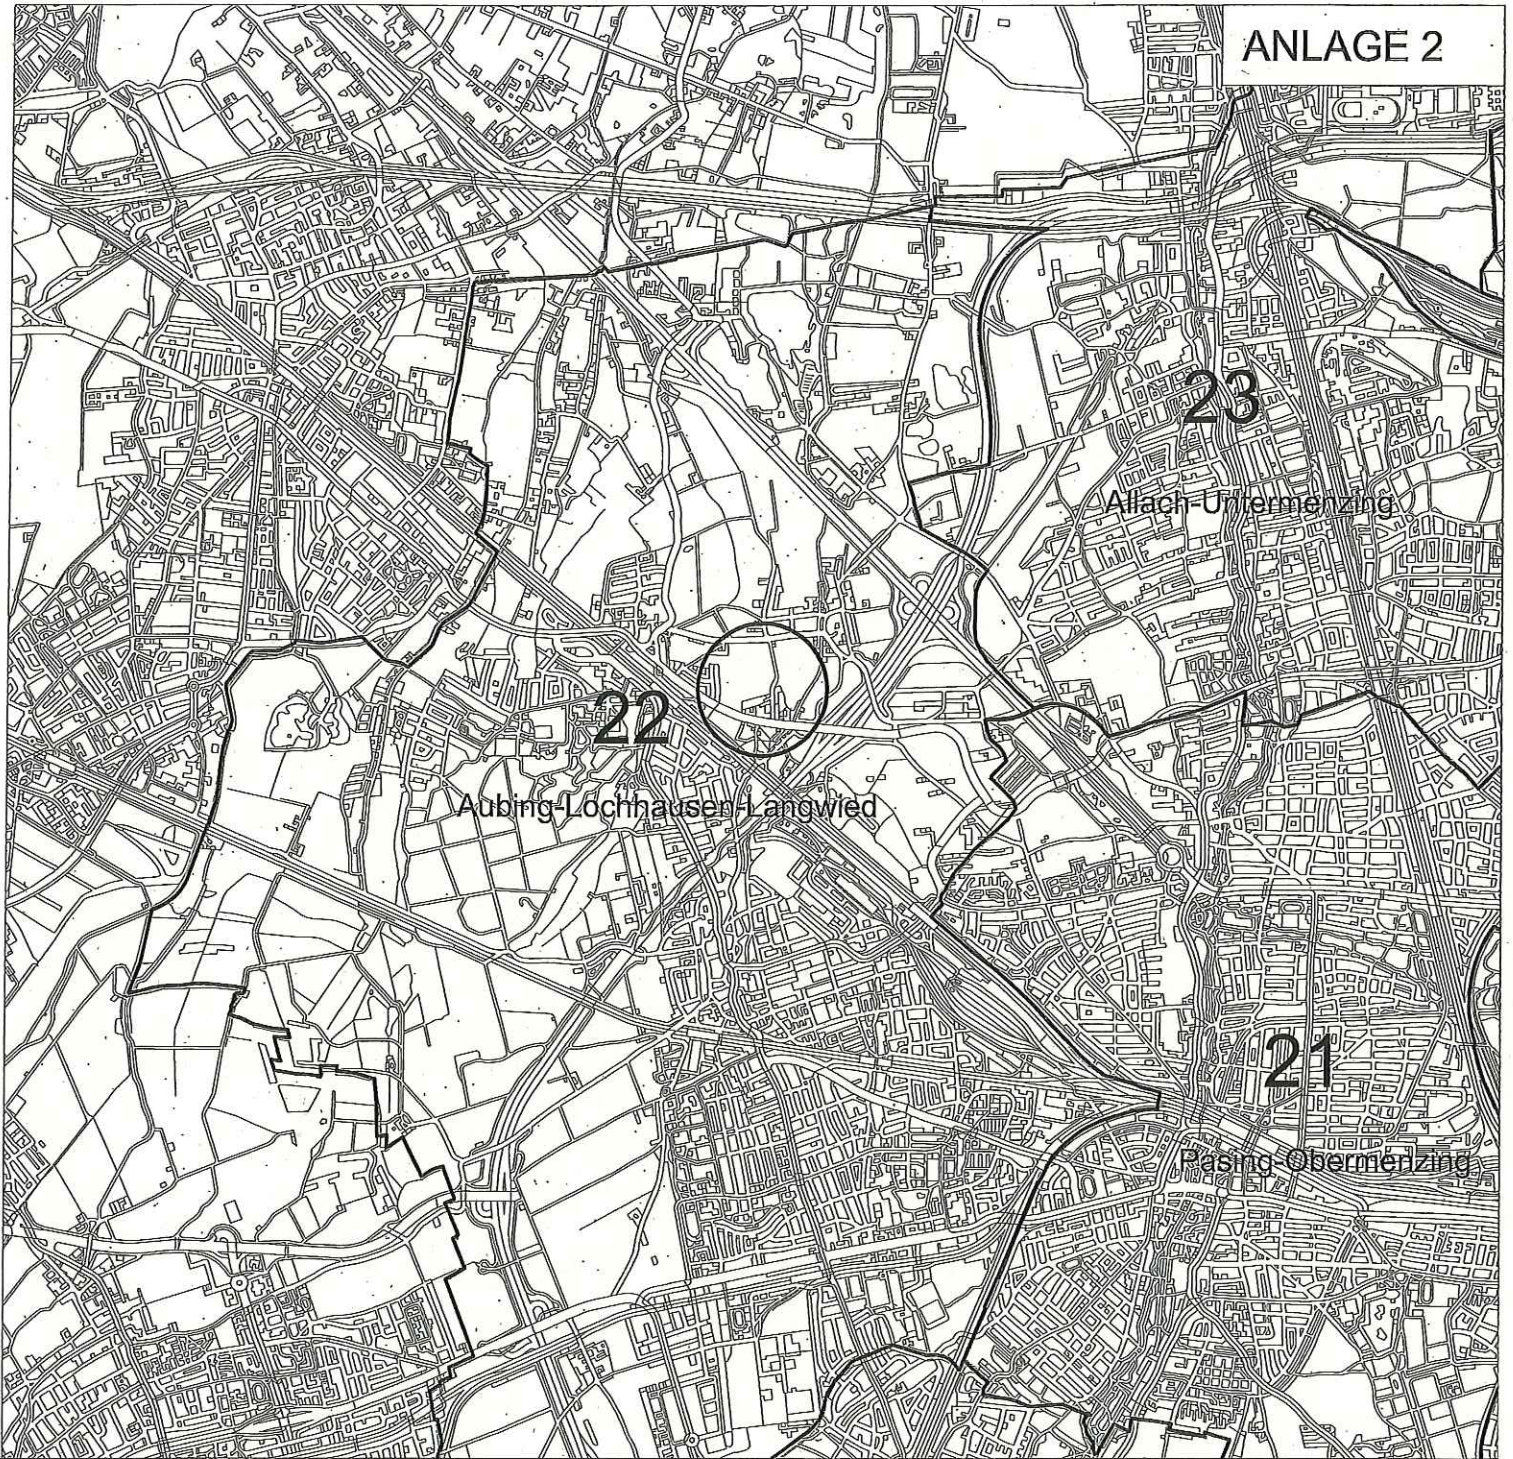 ANLAGE 2
23
Allach-Untermenzing
22
Aubing-Lochhausen-Langwied
21
Pasing-Obermenzing